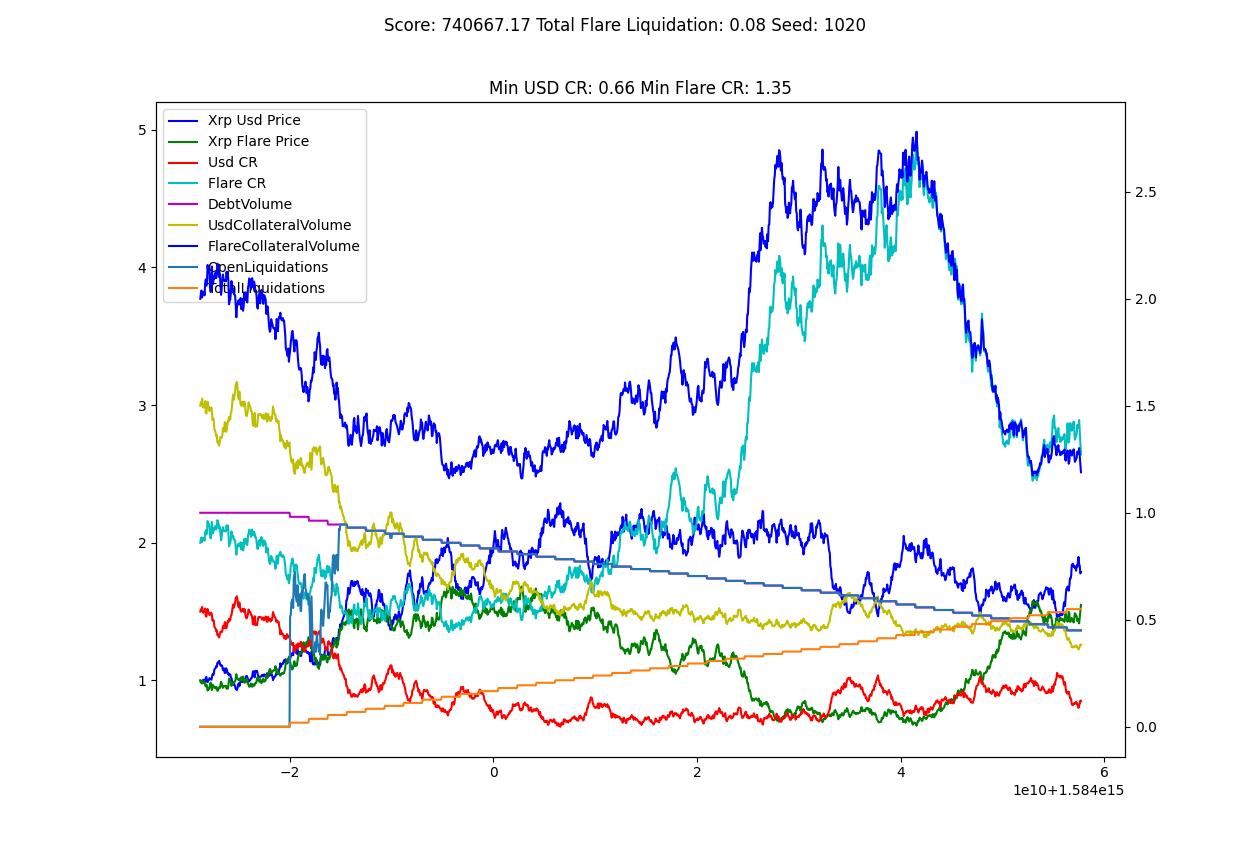 Score: 740667.17 Total Flare Liquidation: 0.08 Seed: 1020
Min USD CR: 0.66 Min Flare CR: 1.35
Xrp Usd Price
Xrp Flare Price
Usd CR
Flare CR
DebtVolume
UsdCollateralVolume
FlareCollateralVolume
OpenLiquidations
TotalLiquidations
5
4
3
2
1
2.5
2.0
1.5
1.0
0.5
0.0
−2
0
2
4
6
1e10+1.584e15